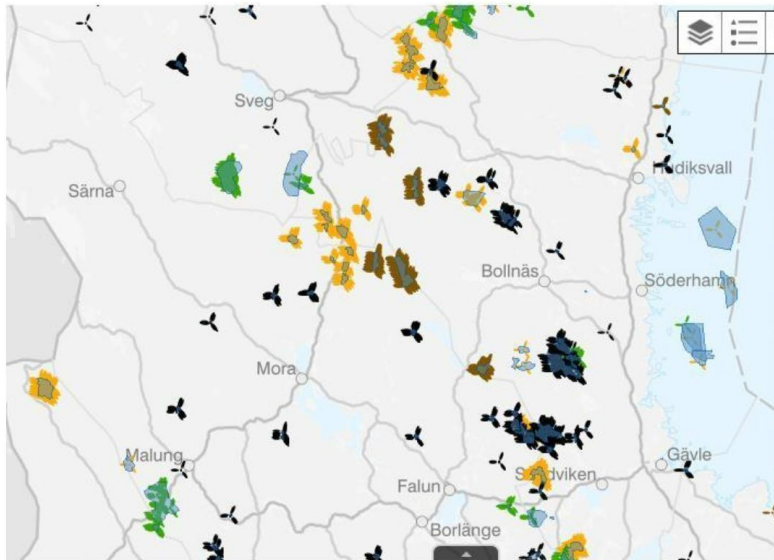 Sveg
Hudiksvall
Särna
Bollnäs
Söderhamn
Mora
Malung
Gävle
Sandviken
Falun
Borlänge